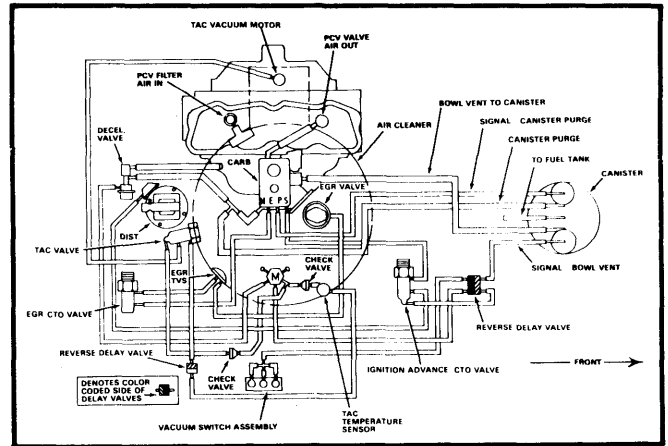 TAC VACUUM MOTOR
PCV VALVE
AIR OUT
PCV FILTER
AIR IN
AIR CLEANER
BOWL VENT TO CANISTER
SIGNAL CANISTER PURGE
CANISTER PURGE
TO FUEL TANK
CANISTER
DECEL.
VALVE
CARB
EGR VALVE
M E P S
DIST
TAC VALVE
EGR
TVS
M
CHECK
VALVE
SIGNAL BOWL VENT
EGR CTO VALVE
REVERSE DELAY VALVE
REVERSE DELAY VALVE
CHECK
VALVE
IGNITION ADVANCE CTO VALVE
FRONT
DENOTES COLOR
CODED SIDE OF
DELAY VALVES
VACUUM SWITCH ASSEMBLY
TAC
TEMPERATURE
SENSOR